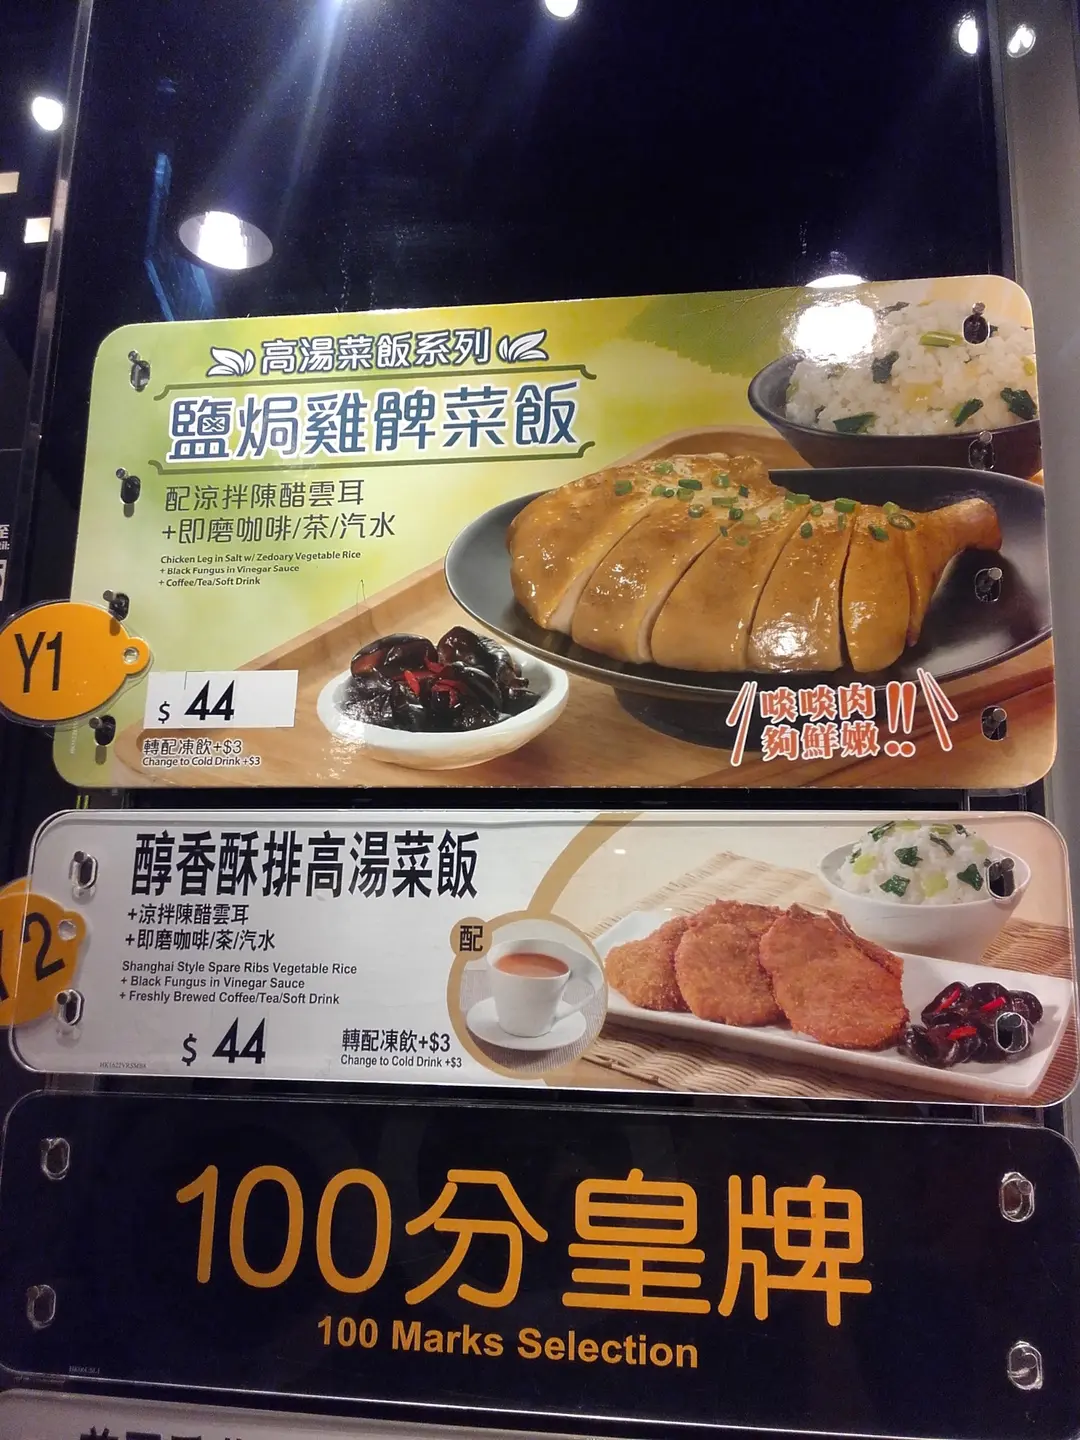 高湯菜飯系列
鹽焗雞髀菜飯
配涼拌陳醋雲耳
+即磨咖啡/茶/汽水
Chicken Leg in Salt w/ Zedoary Vegetable Rice
+ Black Fungus in Vinegar Sauce
+ Coffee/Tea/Soft Drink
Y1
$ 44
轉配凍飲+$3
Change to Cold Drink +$3
啖啖肉
夠鮮嫩!!
醇香酥排高湯菜飯
+涼拌陳醋雲耳
+即磨咖啡/茶/汽水
配
Shanghai Style Spare Ribs Vegetable Rice
+ Black Fungus in Vinegar Sauce
+ Freshly Brewed Coffee/Tea/Soft Drink
Y2
$ 44
轉配凍飲+$3
Change to Cold Drink +$3
100分皇牌
100 Marks Selection